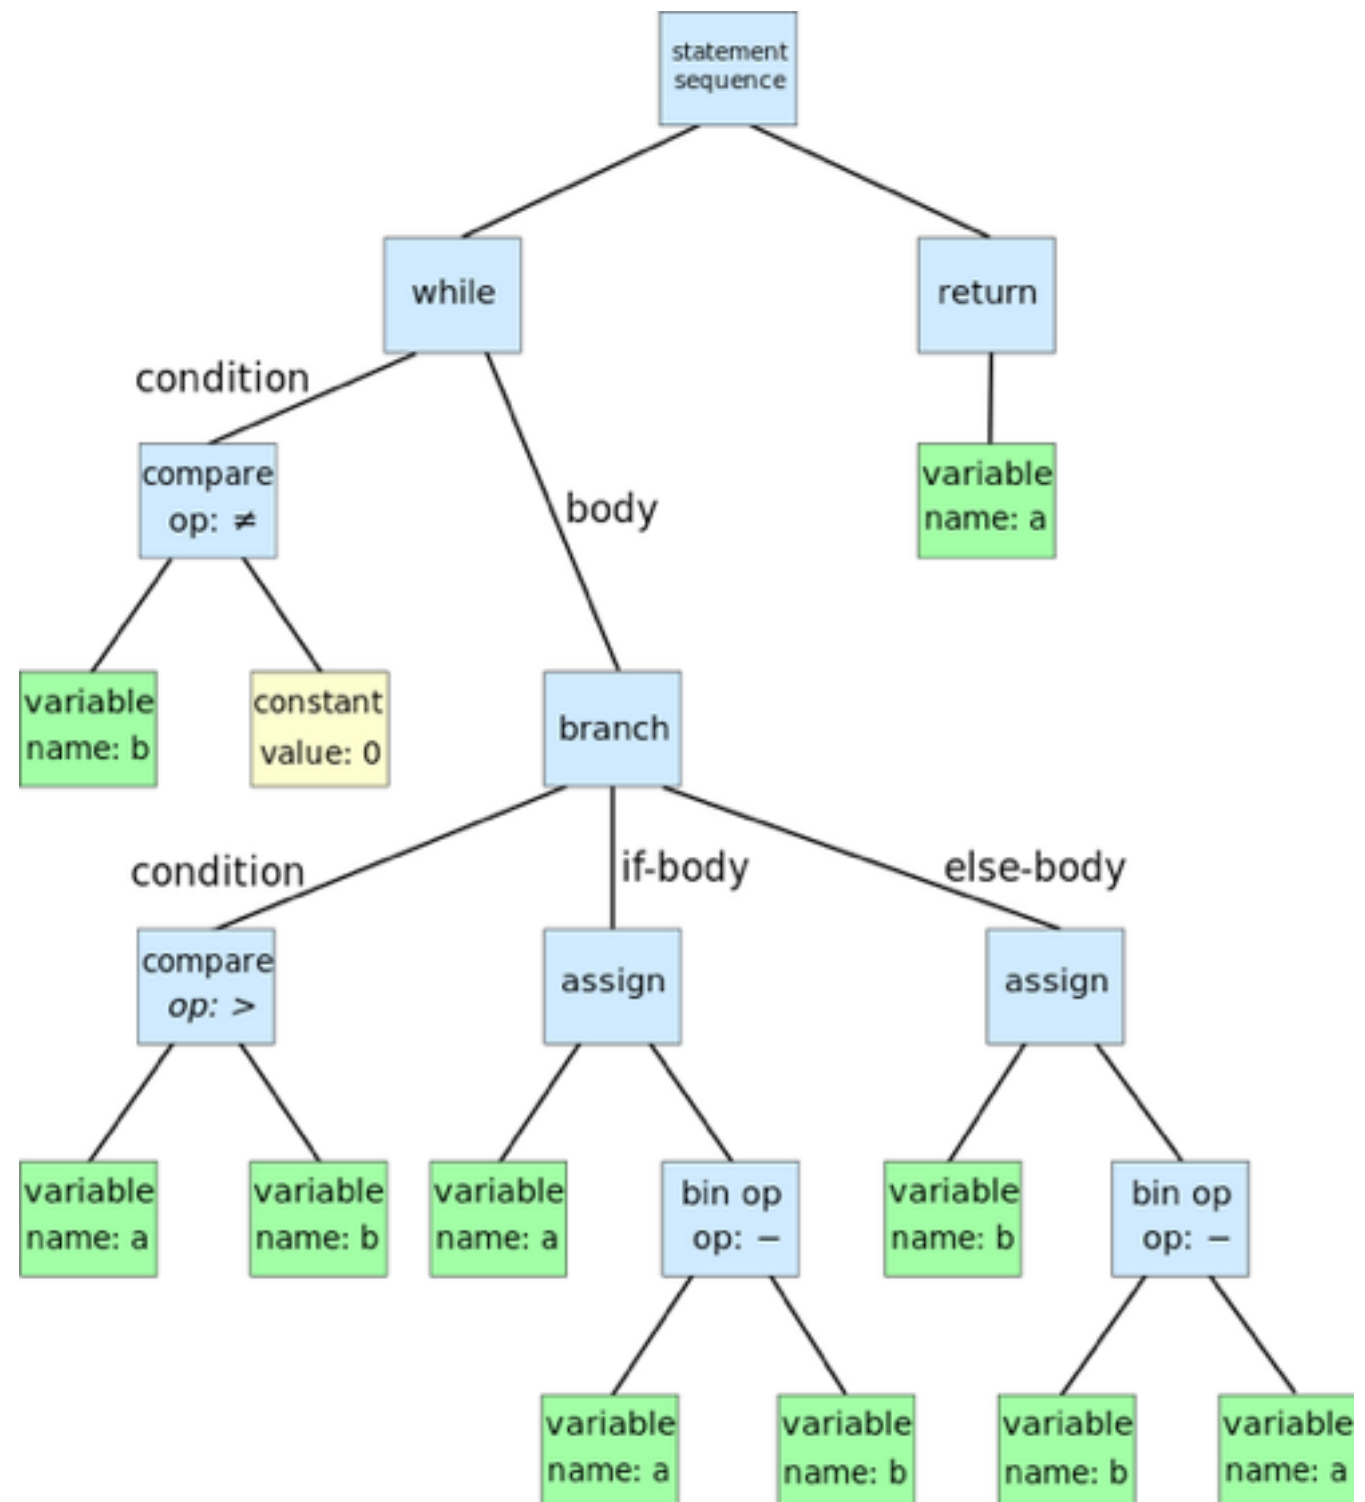 statement
sequence
while
return
condition
compare
op: ≠
body
variable
name: a
variable
name: b
constant
value: 0
branch
condition
if-body
else-body
compare
op: >
assign
assign
variable
name: a
variable
name: b
variable
name: a
bin op
op: −
variable
name: b
bin op
op: −
variable
name: a
variable
name: b
variable
name: b
variable
name: a